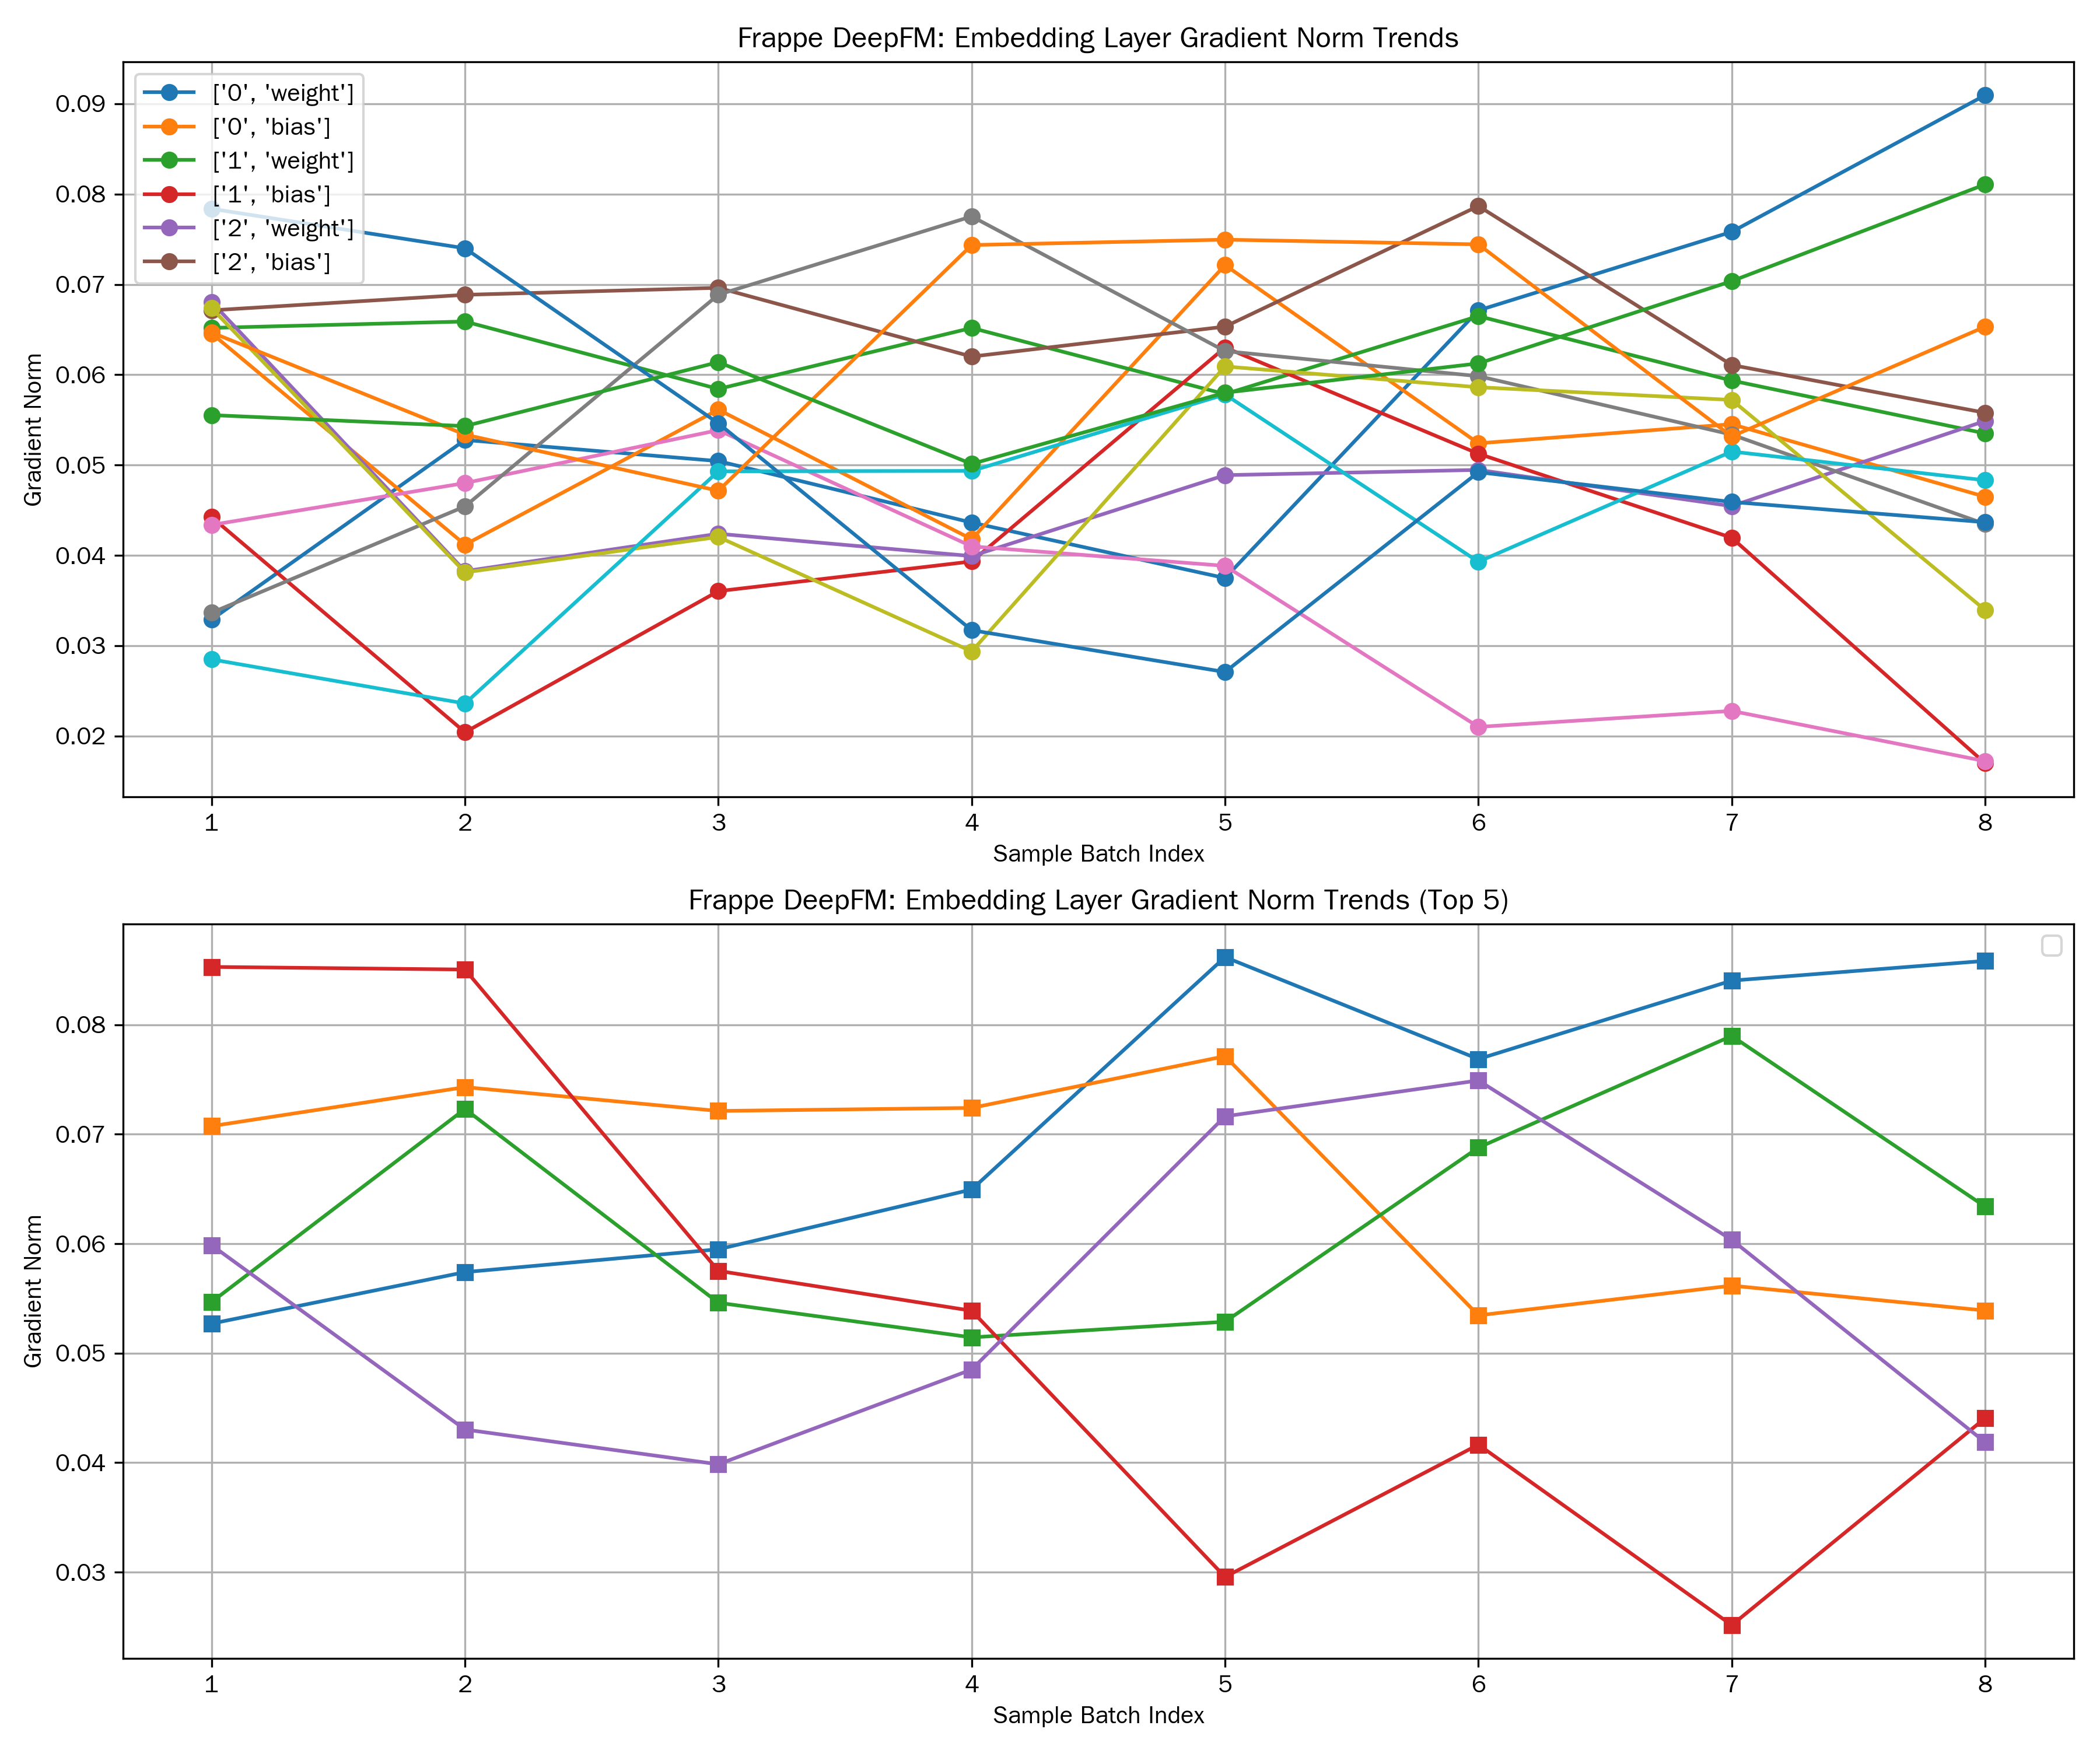 Frappe DeepFM: Embedding Layer Gradient Norm Trends
['0', 'weight']
['0', 'bias']
['1', 'weight']
['1', 'bias']
['2', 'weight']
['2', 'bias']
0.09
0.08
0.07
0.06
0.05
0.04
0.03
0.02
Gradient Norm
1 2 3 4 5 6 7 8
Sample Batch Index
Frappe DeepFM: Embedding Layer Gradient Norm Trends (Top 5)
0.08
0.07
0.06
0.05
0.04
0.03
Gradient Norm
1 2 3 4 5 6 7 8
Sample Batch Index